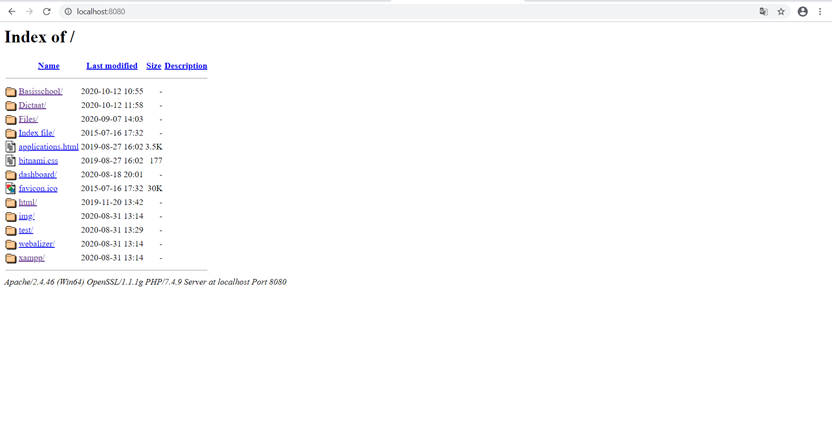 localhost:8080
Index of /
Name Last modified Size Description
Basisschool/ 2020-10-12 10:55 -
Dictaat/ 2020-10-12 11:58 -
Files/ 2020-09-07 14:03 -
Index file/ 2015-07-16 17:32 -
applications.html 2019-08-27 16:02 3.5K
bitnami.css 2019-08-27 16:02 177
dashboard/ 2020-08-18 20:01 -
favicon.ico 2015-07-16 17:32 30K
html/ 2019-11-20 13:42 -
img/ 2020-08-31 13:14 -
test/ 2020-08-31 13:29 -
webalizer/ 2020-08-31 13:14 -
xampp/ 2020-08-31 13:14 -
Apache/2.4.46 (Win64) OpenSSL/1.1.1g PHP/7.4.9 Server at localhost Port 8080